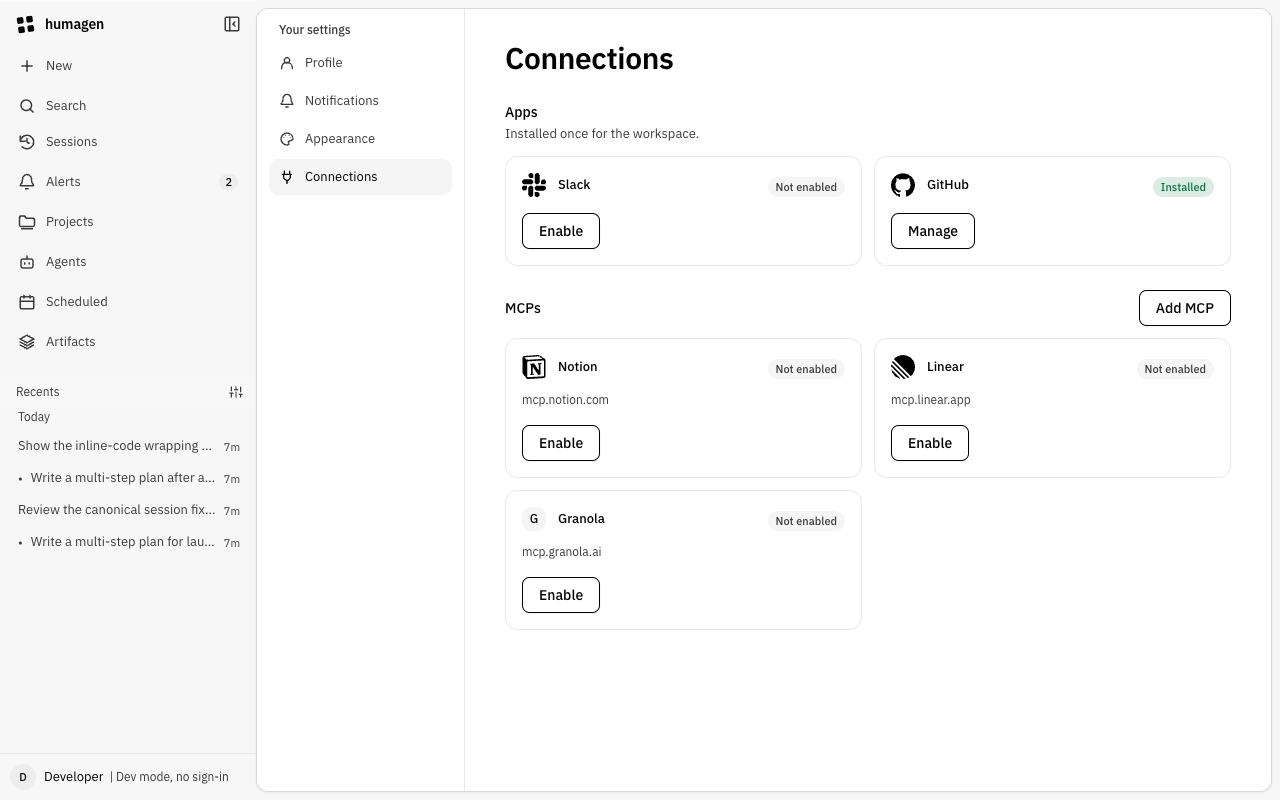 humagen
New
Search
Sessions
Alerts 2
Projects
Agents
Scheduled
Artifacts
Recents
Today
Show the inline-code wrapping ... 7m
• Write a multi-step plan after a... 7m
Review the canonical session fix... 7m
• Write a multi-step plan for lau... 7m
D Developer | Dev mode, no sign-in
Your settings
Profile
Notifications
Appearance
Connections
Connections
Apps
Installed once for the workspace.
Slack Not enabled
Enable
GitHub Installed
Manage
MCPs Add MCP
Notion Not enabled
mcp.notion.com
Enable
Linear Not enabled
mcp.linear.app
Enable
G Granola Not enabled
mcp.granola.ai
Enable